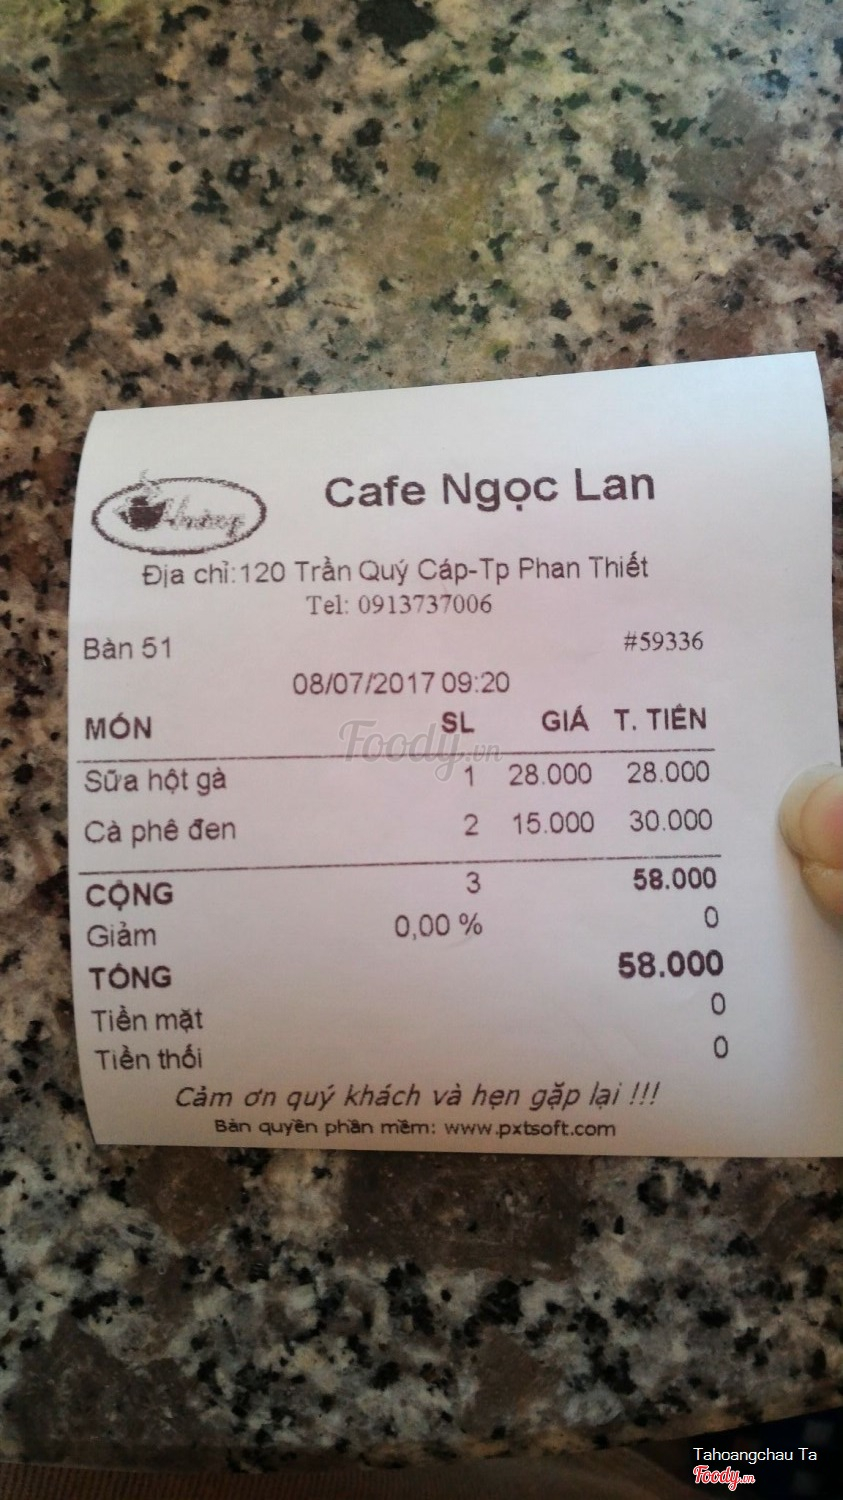 Cafe Ngọc Lan
Địa chỉ:120 Trần Quý Cáp-Tp Phan Thiết
Tel: 0913737006
Bàn 51 #59336
08/07/2017 09:20
MÓN SL GIÁ T. TIỀN
Foody.vn
Sữa hột gà 1 28.000 28.000
Cà phê đen 2 15.000 30.000
CỘNG 3 58.000
Giảm 0,00 % 0
TỔNG 58.000
Tiền mặt 0
Tiền thối 0
Cảm ơn quý khách và hẹn gặp lại !!!
Bản quyền phần mềm: www.pxtsoft.com
Tahoangchau Ta
Foody.vn